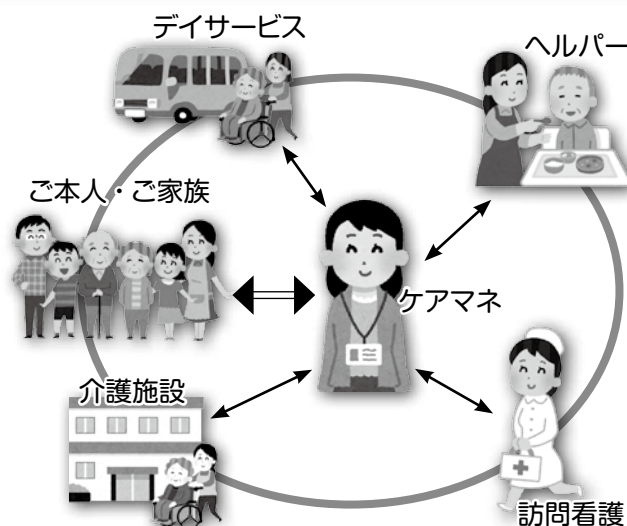 デイサービス
ヘルパー
ご本人・ご家族
ケアマネ
介護施設
訪問看護